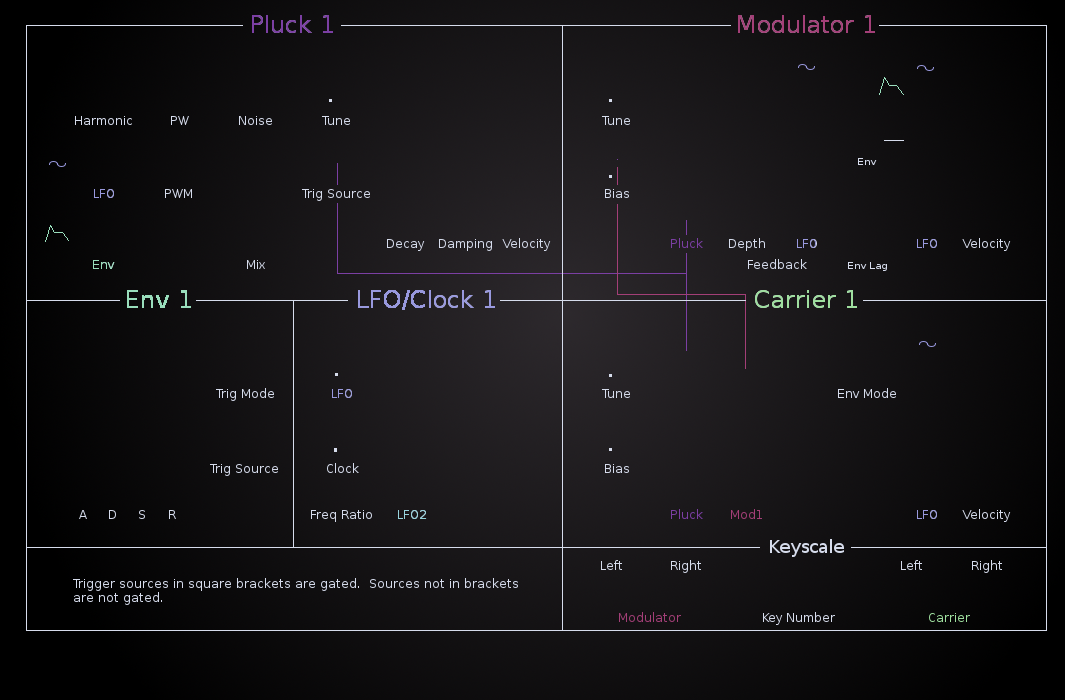 Pluck 1
Modulator 1
Harmonic PW Noise Tune
Tune
Env
LFO PWM Trig Source
Bias
Decay Damping Velocity
Pluck Depth LFO LFO Velocity
Env Mix
Feedback Env Lag
Env 1
LFO/Clock 1
Carrier 1
Trig Mode
LFO
Tune Env Mode
Trig Source
Clock
Bias
A D S R
Freq Ratio LFO2
Pluck Mod1 LFO Velocity
Keyscale
Left Right Left Right
Trigger sources in square brackets are gated.  Sources not in brackets
are not gated.
Modulator Key Number Carrier